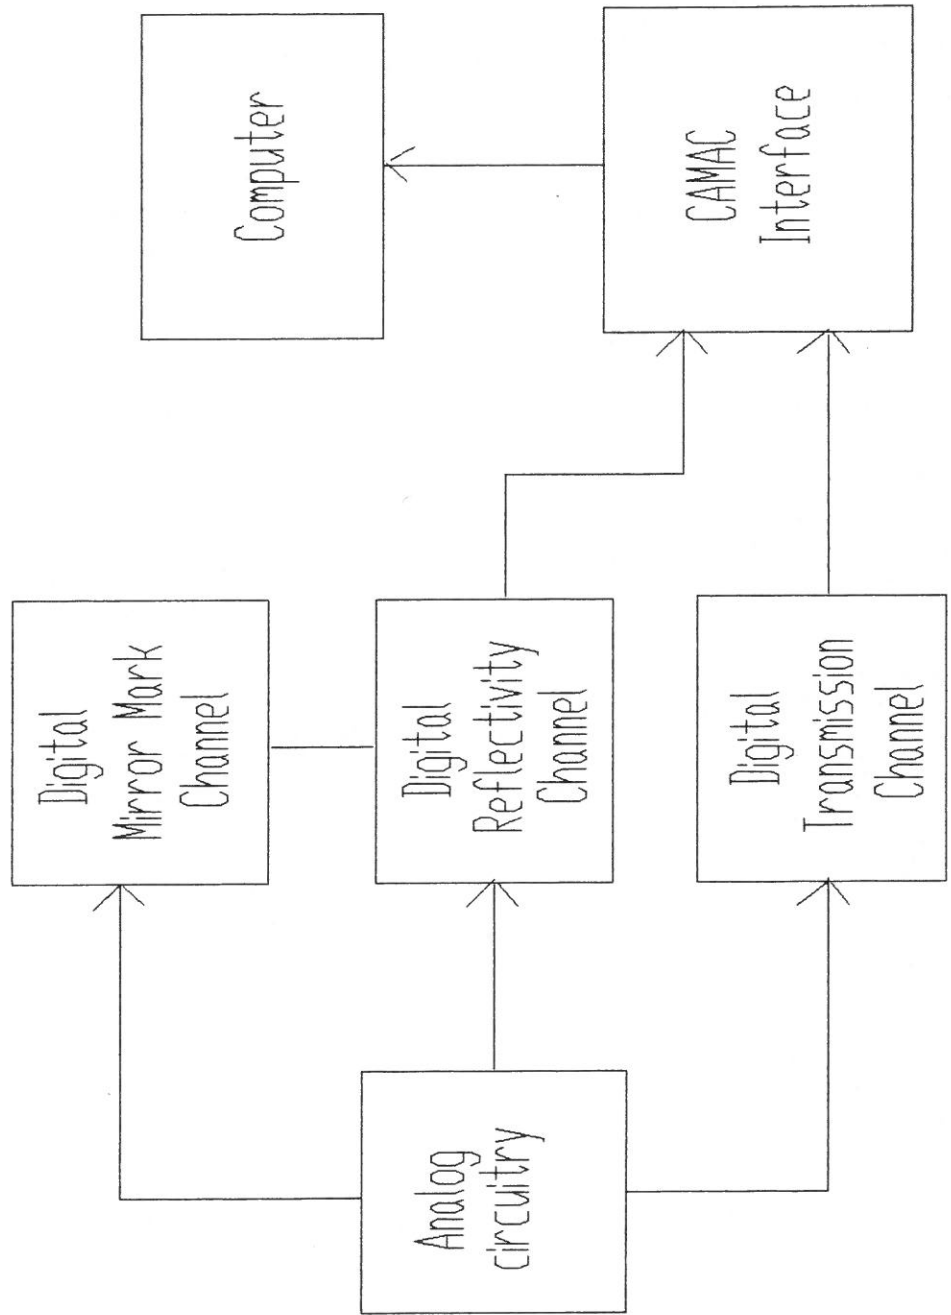 Analog
circuitry
Digital
Mirror Mark
Channel
Digital
Reflectivity
Channel
Digital
Transmission
Channel
Computer
CAMAC
Interface